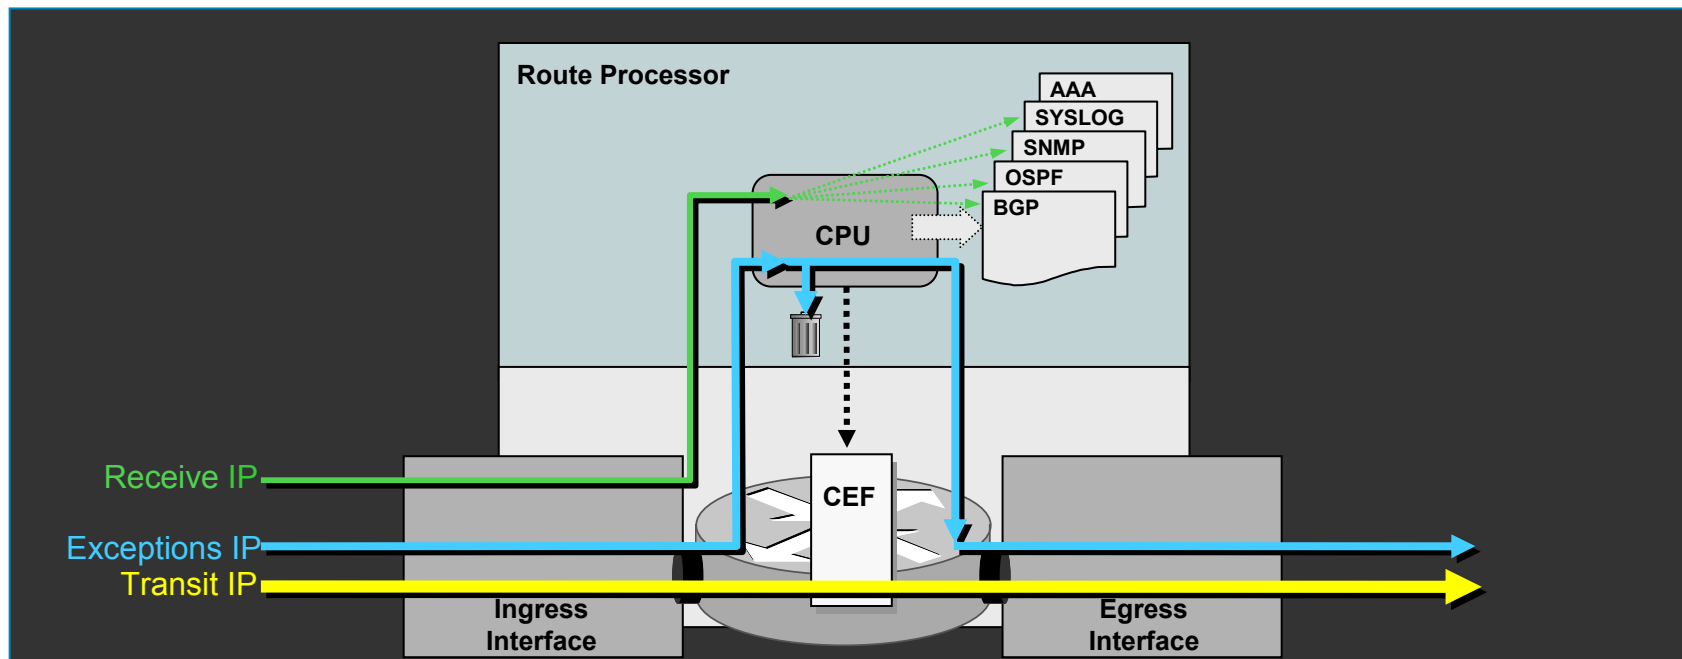 Route Processor
AAA
SYSLOG
SNMP
OSPF
BGP
CPU
Receive IP
CEF
Exceptions IP
Transit IP
Ingress
Interface
Egress
Interface